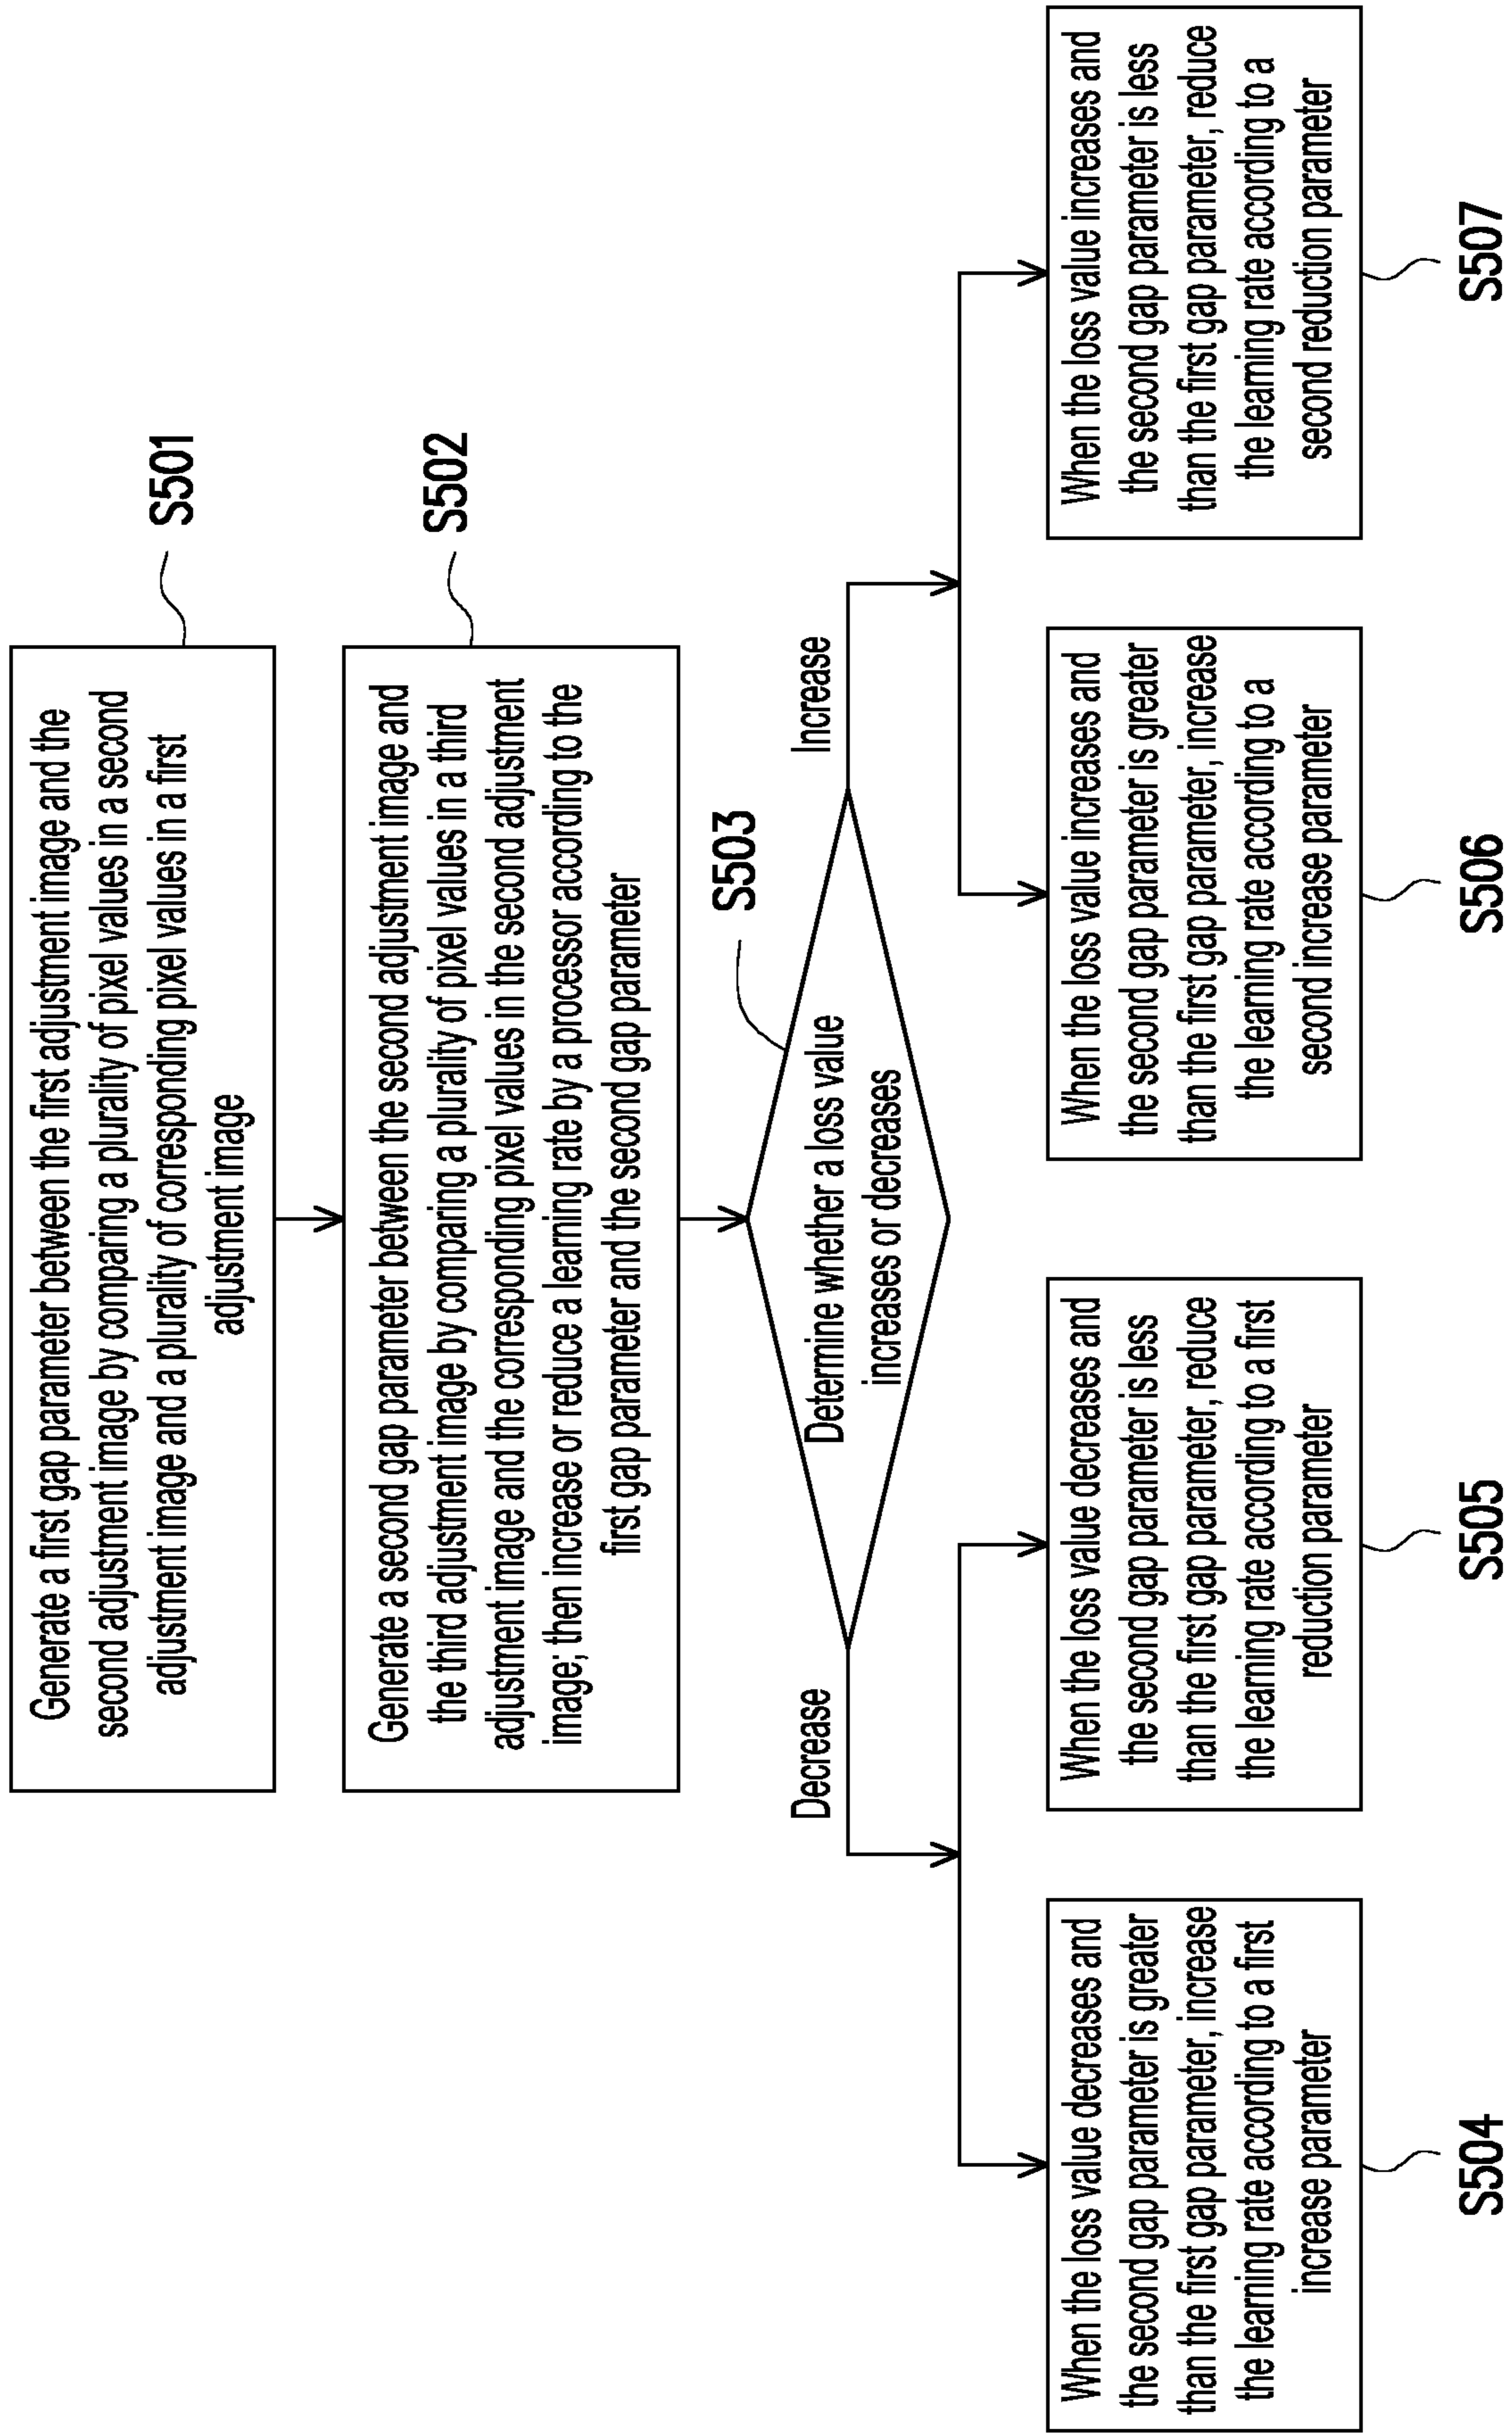 Generate a first gap parameter between the first adjustment image and the
second adjustment image by comparing a plurality of pixel values in a second
adjustment image and a plurality of corresponding pixel values in a first
adjustment image
S501
Generate a second gap parameter between the second adjustment image and
the third adjustment image by comparing a plurality of pixel values in a third
adjustment image and the corresponding pixel values in the second adjustment
image; then increase or reduce a learning rate by a processor according to the
first gap parameter and the second gap parameter
S502
S503
Determine whether a loss value
increases or decreases
Decrease
Increase
When the loss value decreases and
the second gap parameter is greater
than the first gap parameter, increase
the learning rate according to a first
increase parameter
S504
When the loss value decreases and
the second gap parameter is less
than the first gap parameter, reduce
the learning rate according to a first
reduction parameter
S505
When the loss value increases and
the second gap parameter is greater
than the first gap parameter, increase
the learning rate according to a
second increase parameter
S506
When the loss value increases and
the second gap parameter is less
than the first gap parameter, reduce
the learning rate according to a
second reduction parameter
S507